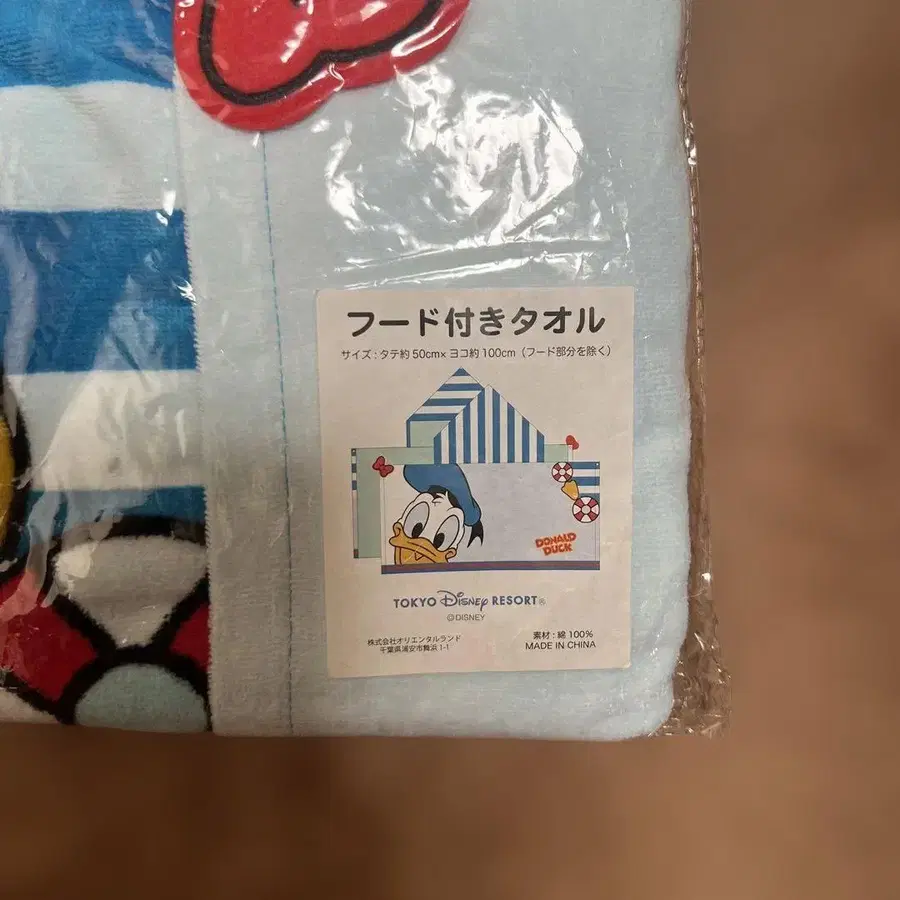 フード付きタオル
サイズ：タテ約50cm×ヨコ約100cm（フード部分を除く）
DONALD
DUCK
TOKYO Disney RESORT®
©DISNEY
株式会社オリエンタルランド
千葉県浦安市舞浜1-1
素材：綿100%
MADE IN CHINA